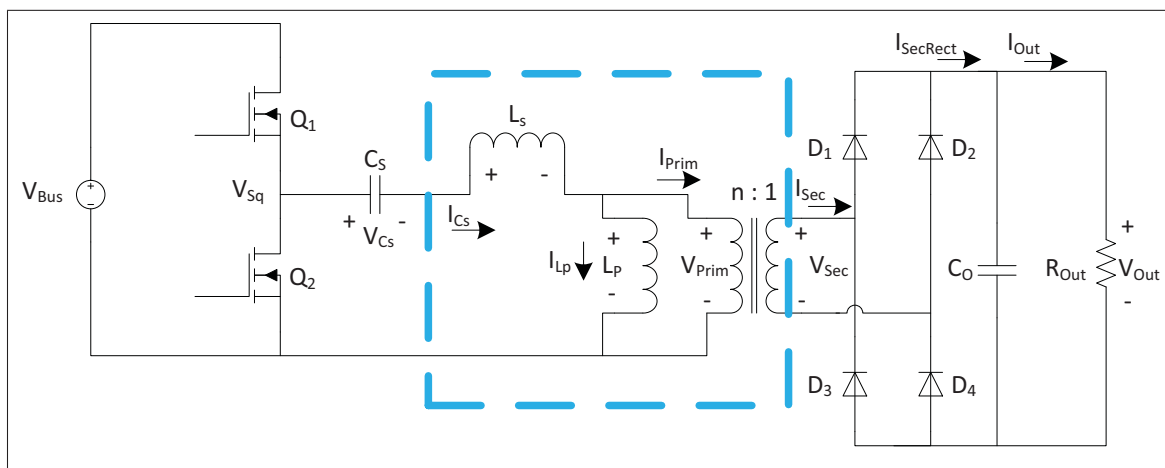 I_SecRect
I_Out
L_s
Q_1
C_S
D_1
D_2
I_Prim
n : 1
I_Sec
V_Bus
+
-
V_Sq
+
-
+
-
V_Cs
I_Cs
+
-
I_Lp
L_P
+
-
V_Prim
+
-
V_Sec
C_O
R_Out
+
-
V_Out
Q_2
D_3
D_4